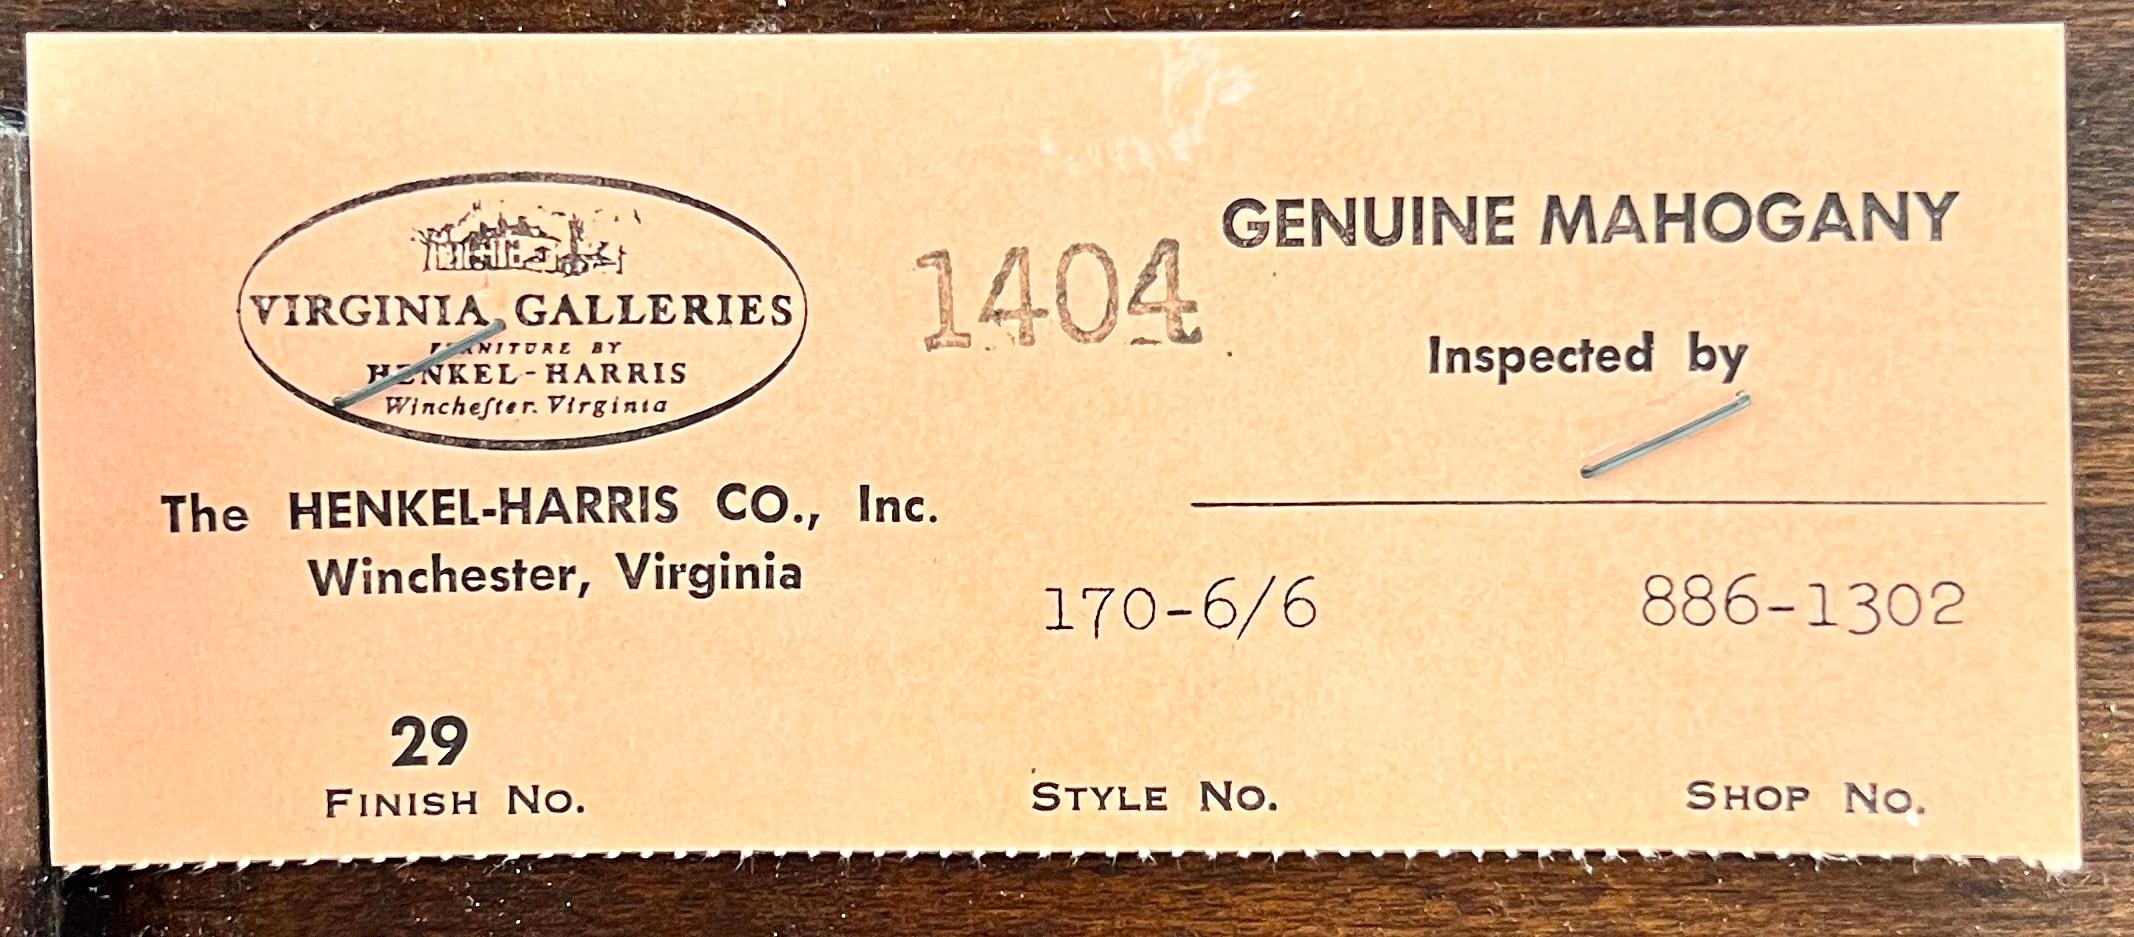 VIRGINIA GALLERIES
FURNITURE BY
HENKEL-HARRIS
Wincheſter. Virginia
The HENKEL-HARRIS CO., Inc.
Winchester, Virginia
1404
GENUINE MAHOGANY
Inspected by
29
FINISH No.
170-6/6
STYLE No.
886-1302
SHOP No.